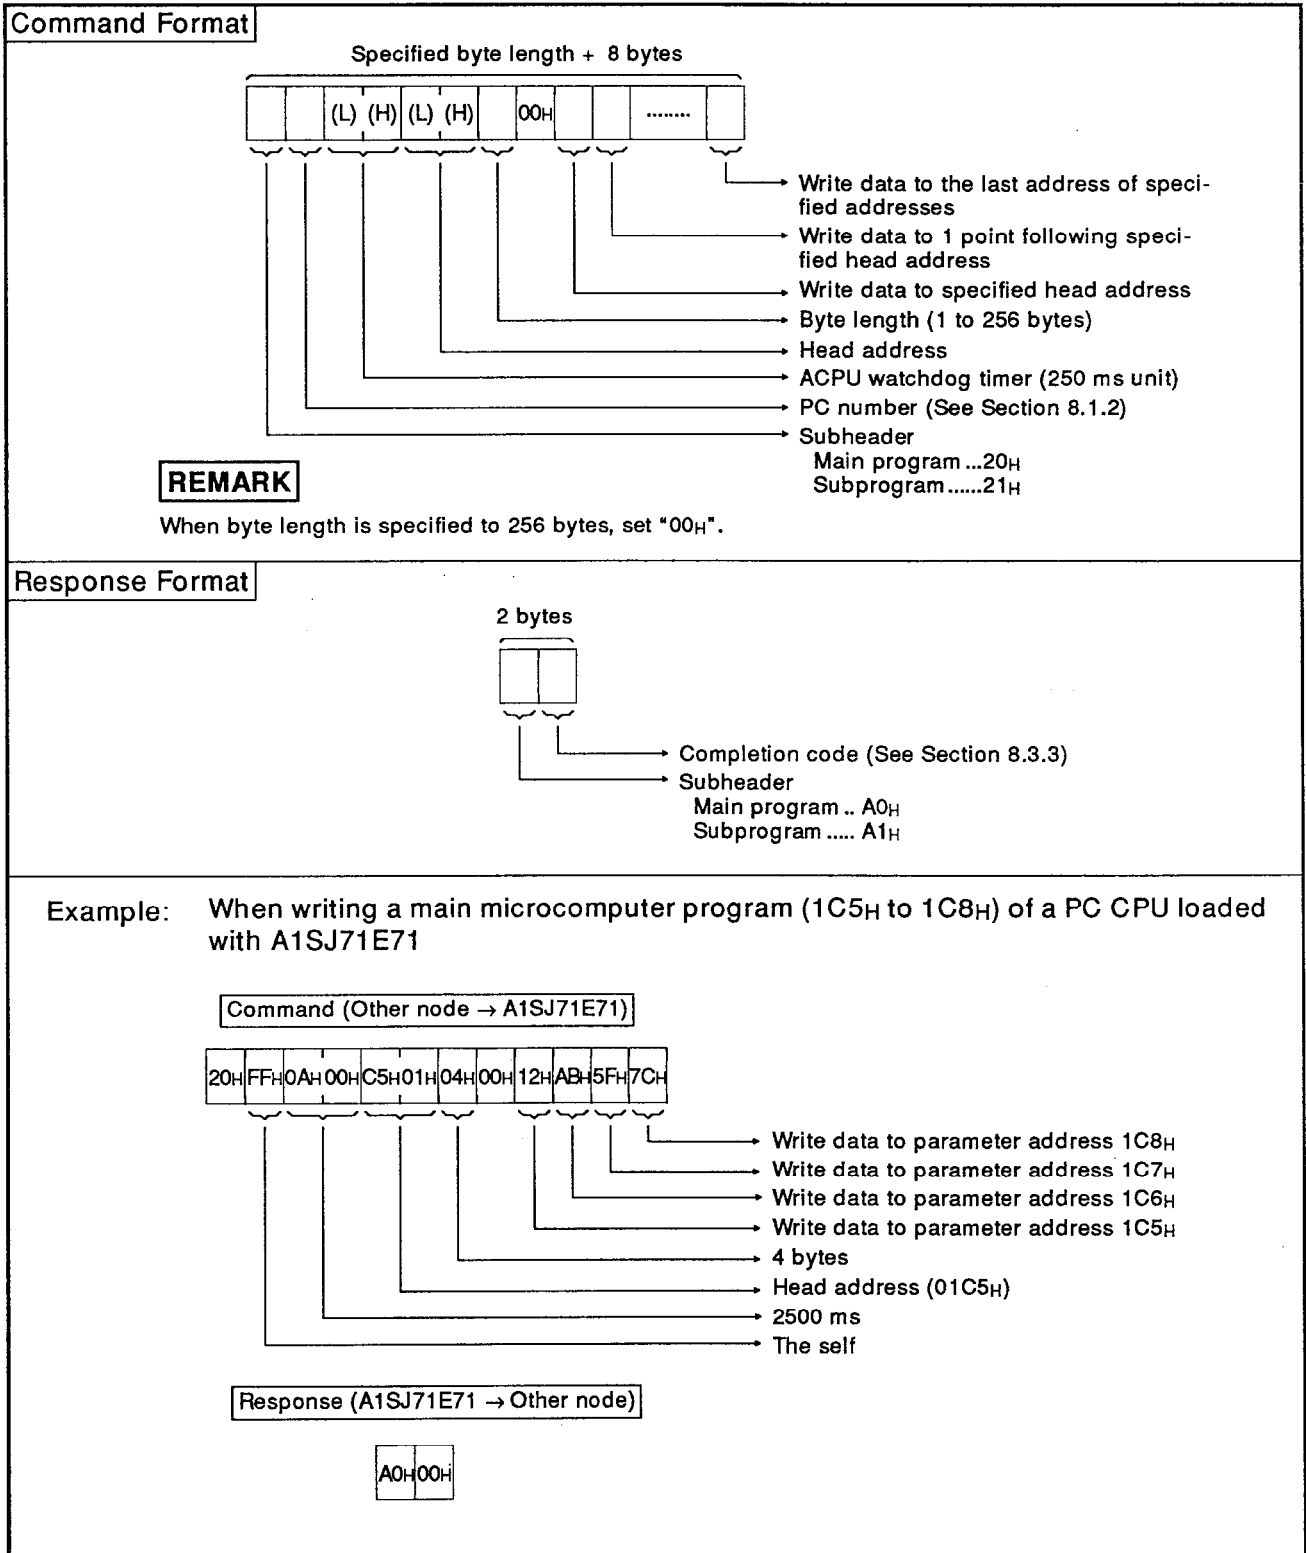 Command Format
Specified byte length + 8 bytes
(L) (H) (L) (H) 00H ........
Write data to the last address of speci-
fied addresses
Write data to 1 point following speci-
fied head address
Write data to specified head address
Byte length (1 to 256 bytes)
Head address
ACPU watchdog timer (250 ms unit)
PC number (See Section 8.1.2)
Subheader
Main program ...20H
Subprogram......21H
REMARK
When byte length is specified to 256 bytes, set "00H".
Response Format
2 bytes
Completion code (See Section 8.3.3)
Subheader
Main program .. A0H
Subprogram ..... A1H
Example: When writing a main microcomputer program (1C5H to 1C8H) of a PC CPU loaded
with A1SJ71E71
Command (Other node → A1SJ71E71)
20H FFH 0AH 00H C5H 01H 04H 00H 12H ABH 5FH 7CH
Write data to parameter address 1C8H
Write data to parameter address 1C7H
Write data to parameter address 1C6H
Write data to parameter address 1C5H
4 bytes
Head address (01C5H)
2500 ms
The self
Response (A1SJ71E71 → Other node)
A0H 00H